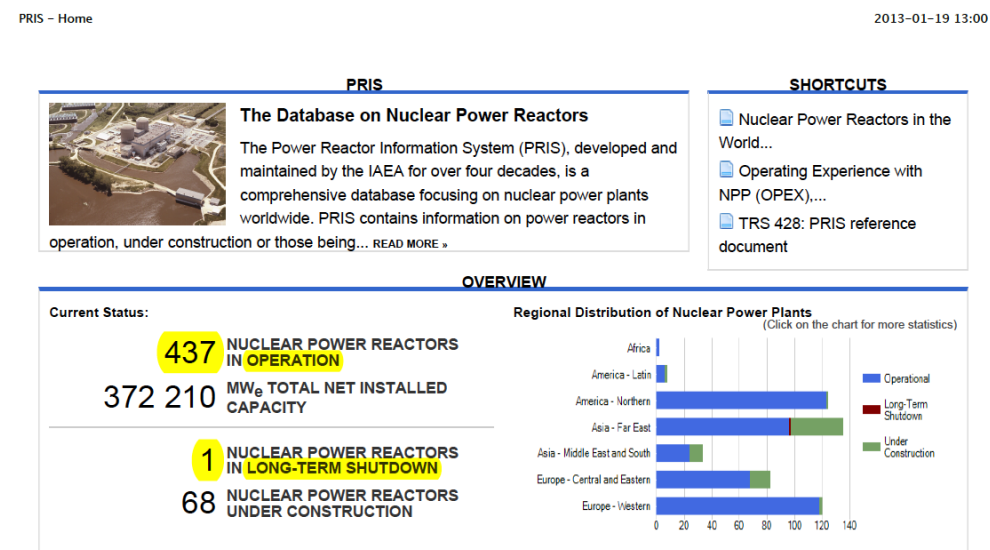 PRIS - Home
2013-01-19 13:00
PRIS
The Database on Nuclear Power Reactors
The Power Reactor Information System (PRIS), developed and
maintained by the IAEA for over four decades, is a
comprehensive database focusing on nuclear power plants
worldwide. PRIS contains information on power reactors in
operation, under construction or those being... READ MORE »
SHORTCUTS
Nuclear Power Reactors in the
World...
Operating Experience with
NPP (OPEX),...
TRS 428: PRIS reference
document
OVERVIEW
Current Status:
437 NUCLEAR POWER REACTORS
IN OPERATION
372 210 MWe TOTAL NET INSTALLED
CAPACITY
1 NUCLEAR POWER REACTORS
IN LONG-TERM SHUTDOWN
68 NUCLEAR POWER REACTORS
UNDER CONSTRUCTION
Regional Distribution of Nuclear Power Plants
(Click on the chart for more statistics)
Africa
America - Latin
America - Northern
Asia - Far East
Asia - Middle East and South
Europe - Central and Eastern
Europe - Western
0 20 40 60 80 100 120 140
Operational
Long-Term
Shutdown
Under
Construction